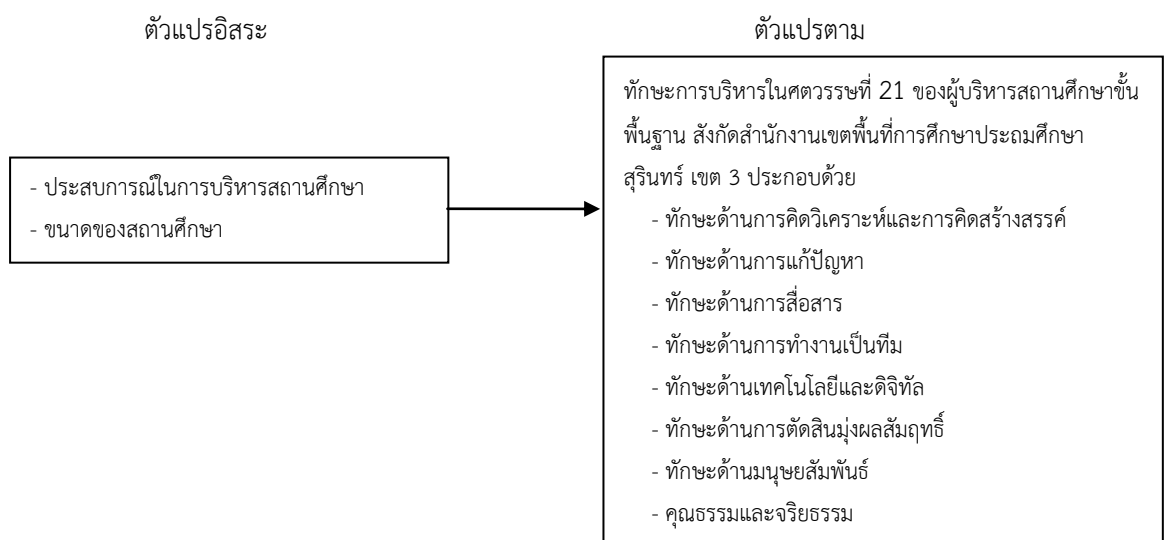 ตัวแปรอิสระ
ตัวแปรตาม
- ประสบการณ์ในการบริหารสถานศึกษา
- ขนาดของสถานศึกษา
ทักษะการบริหารในศตวรรษที่ 21 ของผู้บริหารสถานศึกษาขั้น
พื้นฐาน สังกัดสำนักงานเขตพื้นที่การศึกษาประถมศึกษา
สุรินทร์ เขต 3 ประกอบด้วย
- ทักษะด้านการคิดวิเคราะห์และการคิดสร้างสรรค์
- ทักษะด้านการแก้ปัญหา
- ทักษะด้านการสื่อสาร
- ทักษะด้านการทำงานเป็นทีม
- ทักษะด้านเทคโนโลยีและดิจิทัล
- ทักษะด้านการตัดสินมุ่งผลสัมฤทธิ์
- ทักษะด้านมนุษยสัมพันธ์
- คุณธรรมและจริยธรรม